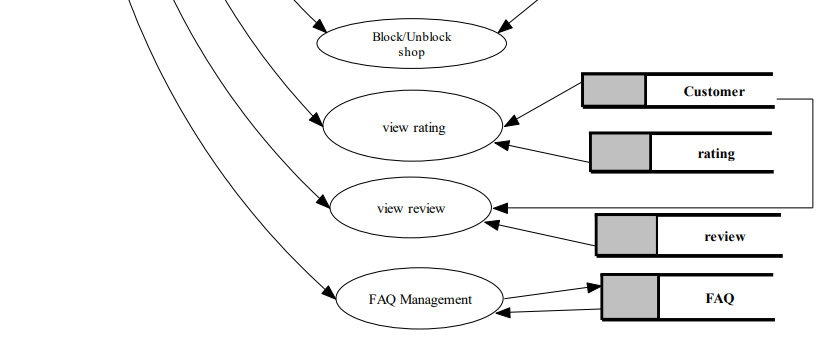 Block/Unblock
shop
Customer
view rating
rating
view review
review
FAQ Management
FAQ